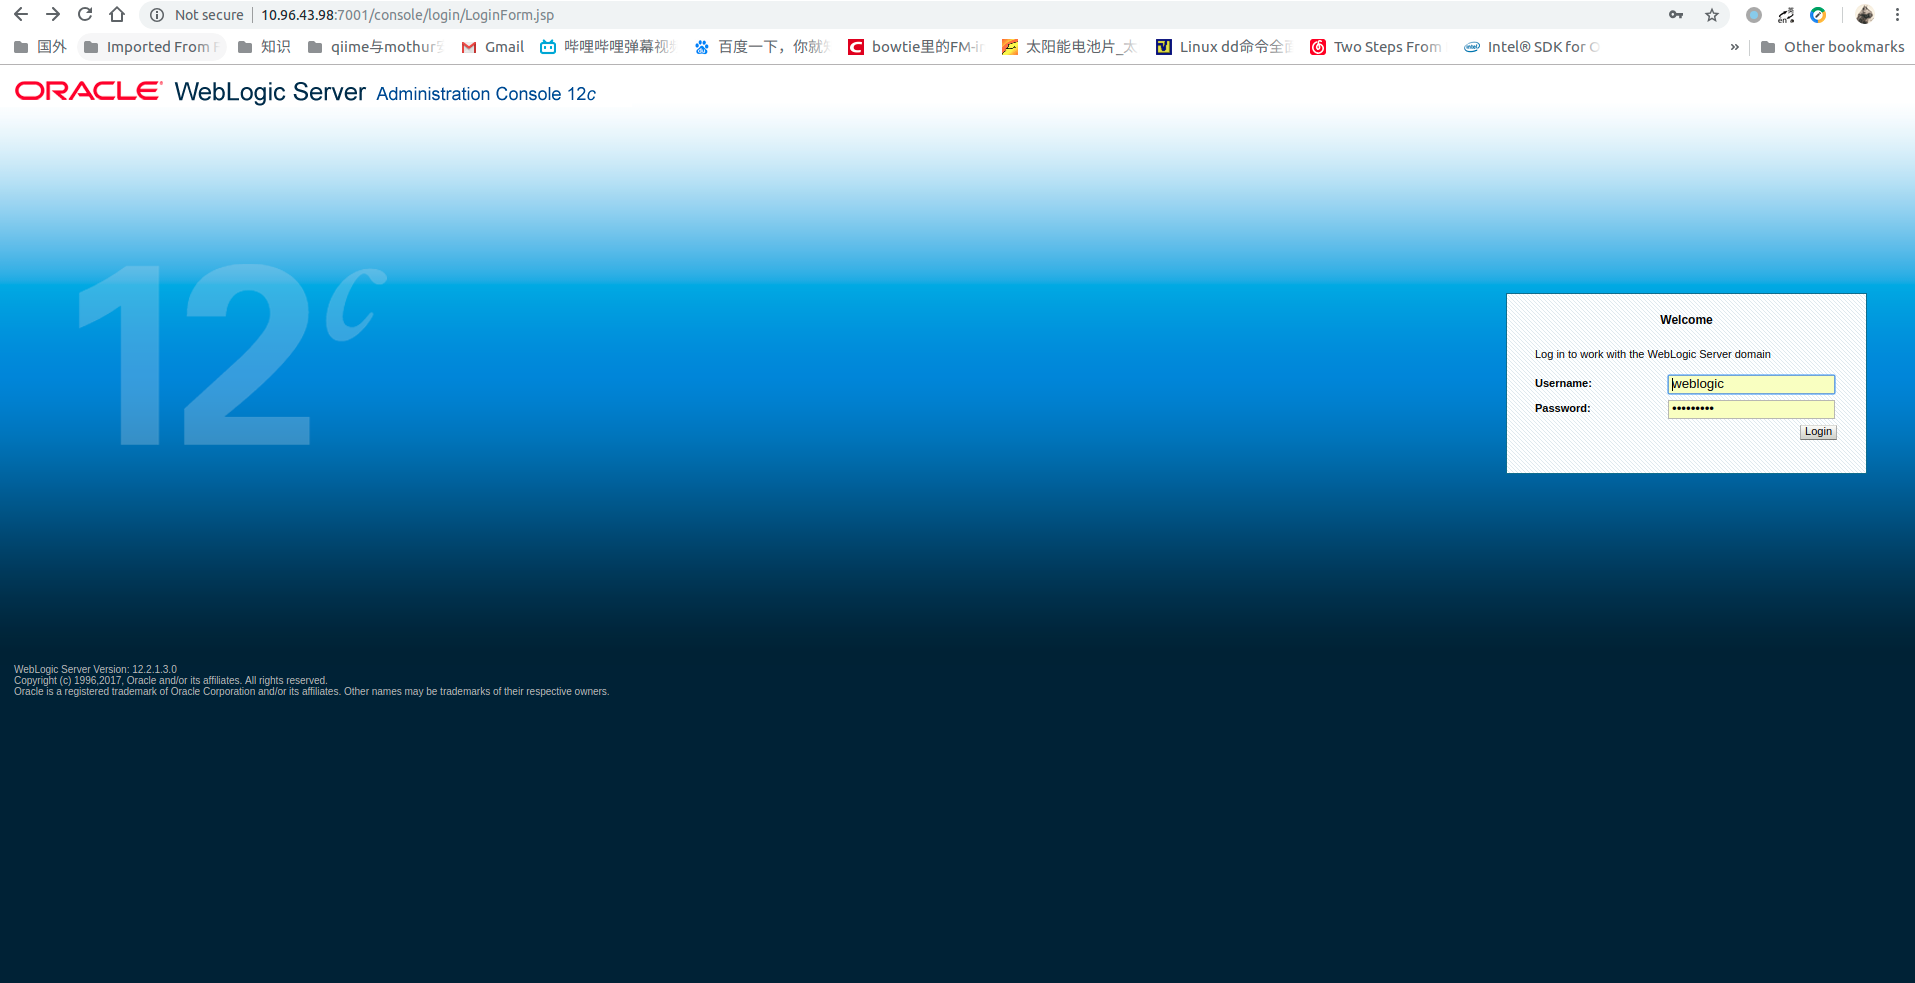 Not secure 10.96.43.98:7001/console/login/LoginForm.jsp
国外 Imported From 知识 qiime与mothur Gmail 哔哩哔哩弹幕视 百度一下，你就 bowtie里的FM-i 太阳能电池片_太 Linux dd命令全 Two Steps From Intel® SDK for » Other bookmarks
ORACLE WebLogic Server Administration Console 12c
12c
Welcome
Log in to work with the WebLogic Server domain
Username: weblogic
Password: •••••••••
Login
WebLogic Server Version: 12.2.1.3.0
Copyright (c) 1996,2017, Oracle and/or its affiliates. All rights reserved.
Oracle is a registered trademark of Oracle Corporation and/or its affiliates. Other names may be trademarks of their respective owners.